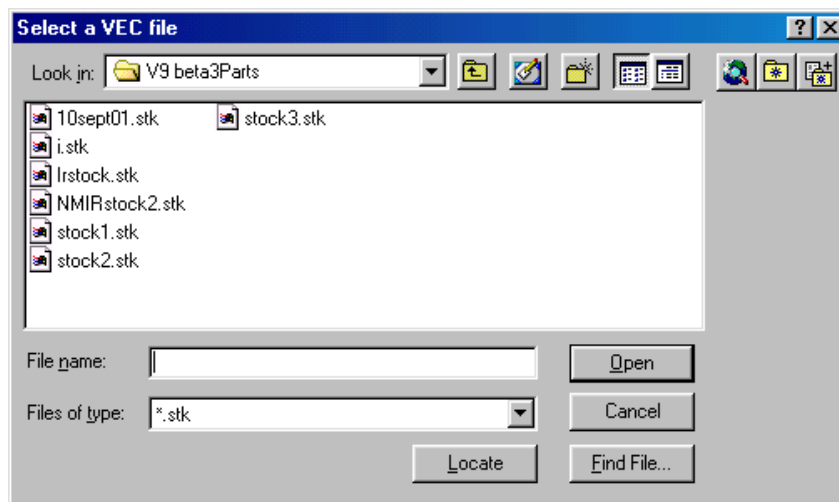 Select a VEC file
Look in: V9 beta3Parts
10sept01.stk stock3.stk
i.stk
Irstock.stk
NMIRstock2.stk
stock1.stk
stock2.stk
File name: Open
Files of type: *.stk Cancel
Locate Find File...